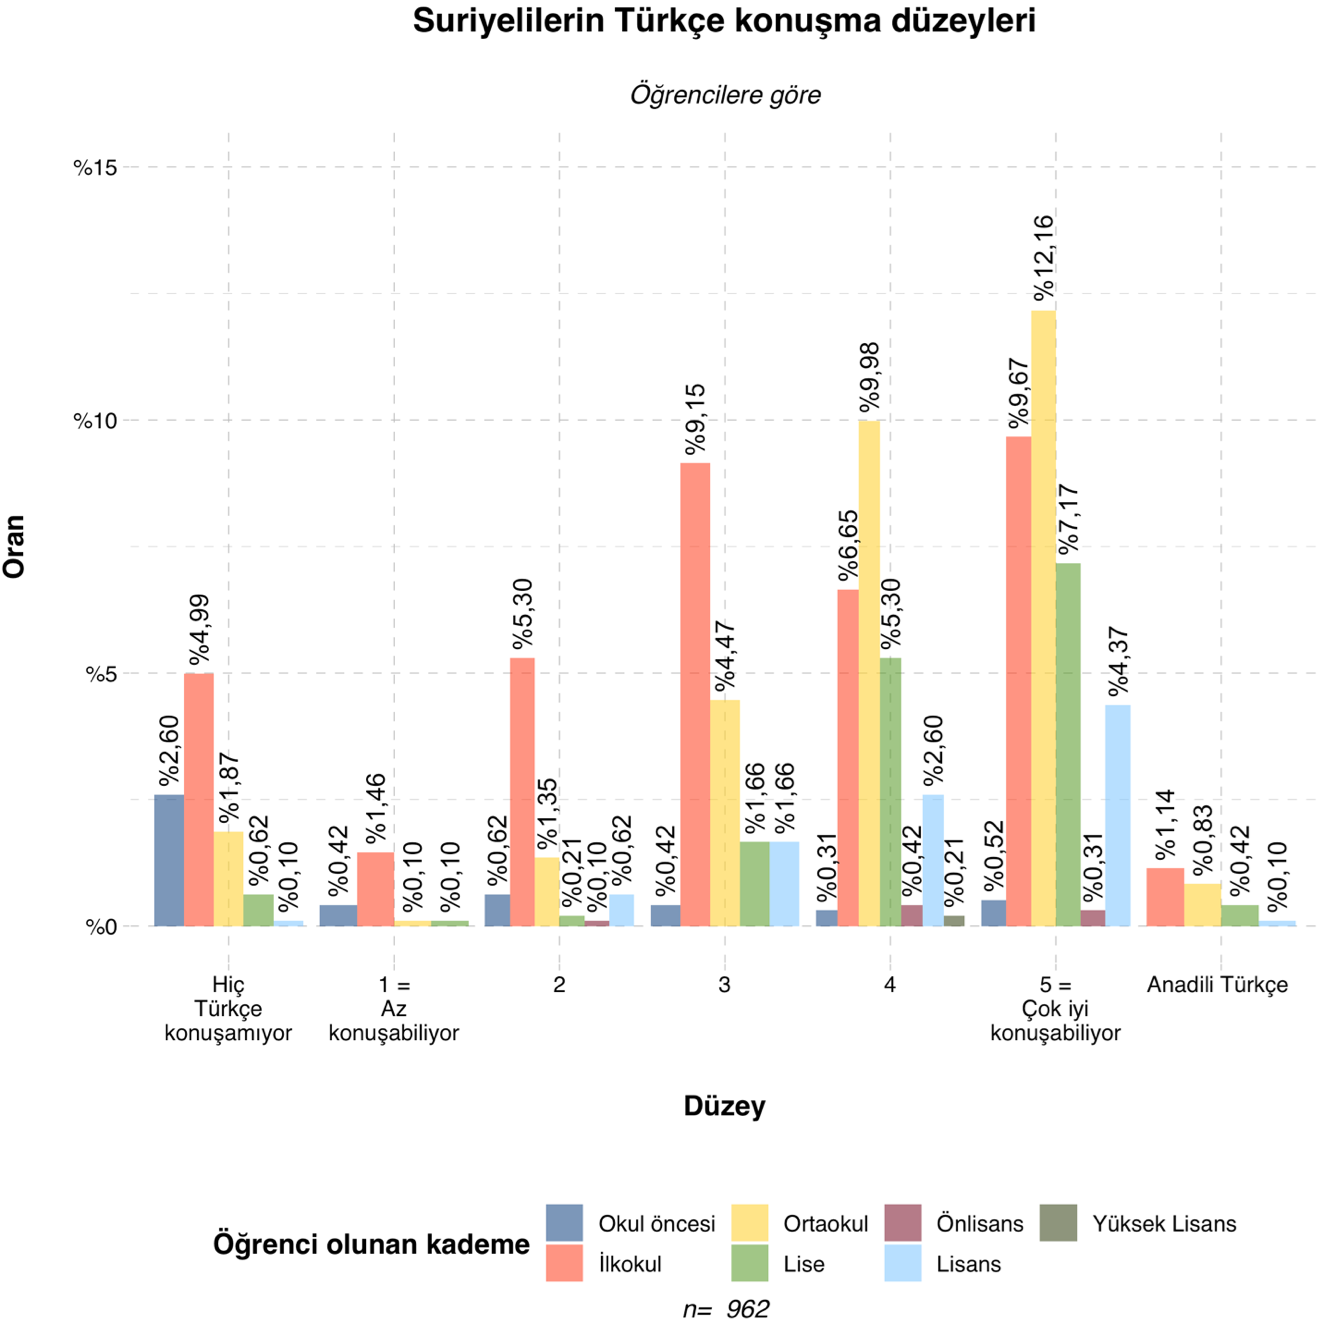 Suriyelilerin Türkçe konuşma düzeyleri
Öğrencilere göre
Oran
%15
%10
%5
%0
%2,60
%4,99
%1,87
%0,62
%0,10
%0,42
%1,46
%0,10
%0,10
%0,62
%5,30
%1,35
%0,21
%0,10
%0,62
%0,42
%9,15
%4,47
%1,66
%1,66
%0,31
%6,65
%9,98
%5,30
%0,42
%2,60
%0,21
%0,52
%9,67
%12,16
%7,17
%0,31
%4,37
%1,14
%0,83
%0,42
%0,10
Hiç
Türkçe
konuşamıyor
1 =
Az
konuşabiliyor
2
3
4
5 =
Çok iyi
konuşabiliyor
Anadili Türkçe
Düzey
Öğrenci olunan kademe
Okul öncesi
İlkokul
Ortaokul
Lise
Önlisans
Lisans
Yüksek Lisans
n= 962